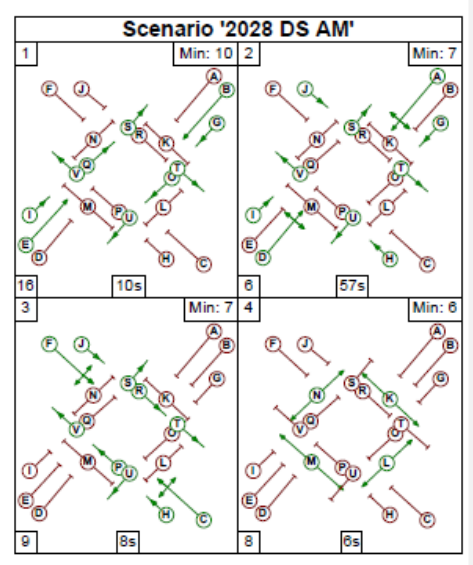 Scenario '2028 DS AM'
1 Min: 10
A
F J B
S G
N R K
Q T
V O
M P L
I U
E
D H C
16 10s
2 Min: 7
A
F J B
S G
N R K
Q T
V O
M P L
I U
E
D H C
6 57s
3 Min: 7
A
F J B
S G
N R K
Q T
V O
M P L
I U
E
D H C
9 8s
4 Min: 6
A
F J B
S G
N R K
Q T
V O
M P L
I U
E
D H C
8 6s